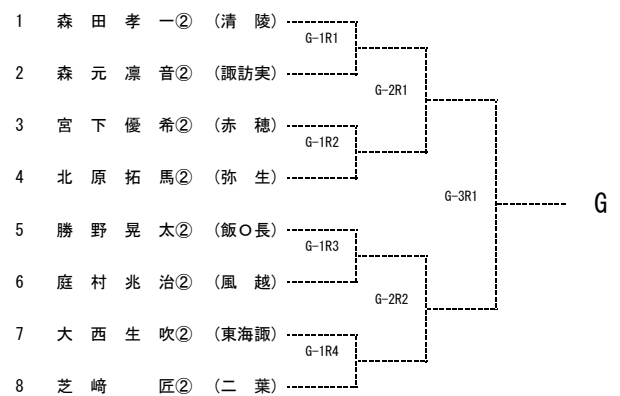 1 森 田 孝 一② (清 陵)
G-1R1
2 森 元 凛 音② (諏訪実)
G-2R1
3 宮 下 優 希② (赤 穂)
G-1R2
4 北 原 拓 馬② (弥 生)
G-3R1
G
5 勝 野 晃 太② (飯O長)
G-1R3
6 庭 村 兆 治② (風 越)
G-2R2
7 大 西 生 吹② (東海諏)
G-1R4
8 芝 﨑 匠② (二 葉)